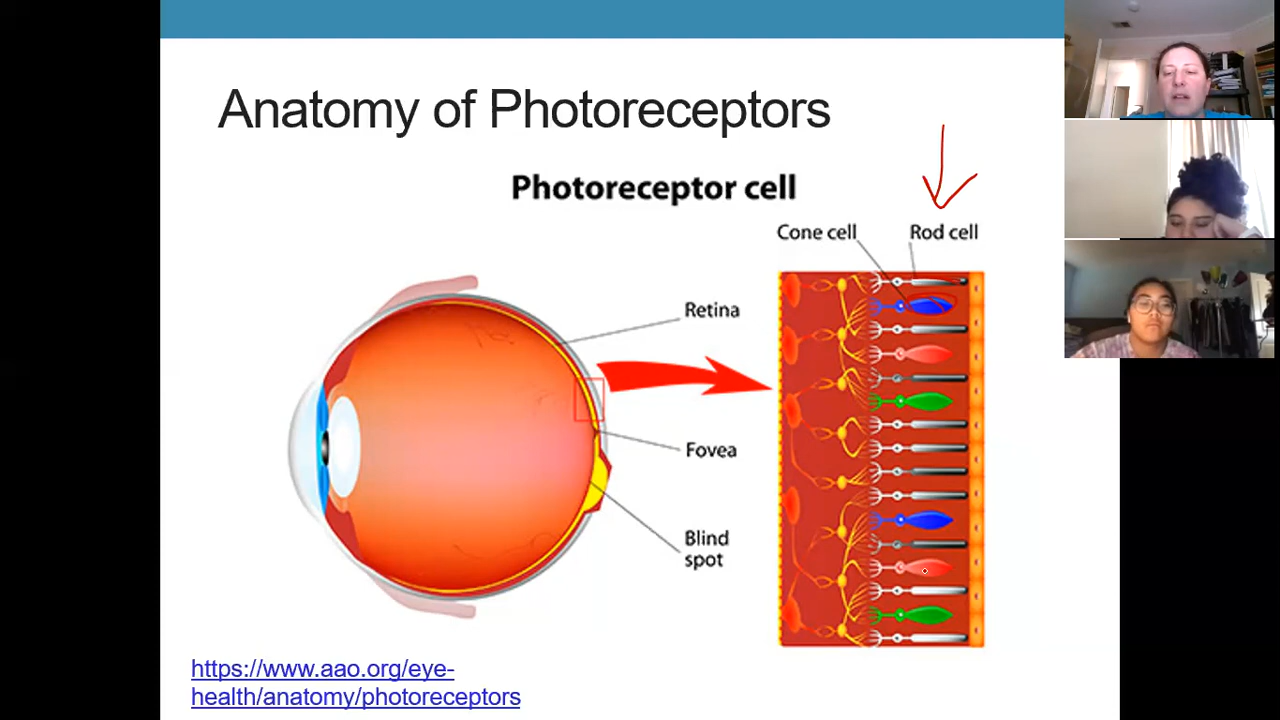 Anatomy of Photoreceptors
Photoreceptor cell
Cone cell
Rod cell
Retina
Fovea
Blind
spot
https://www.aao.org/eye-
health/anatomy/photoreceptors